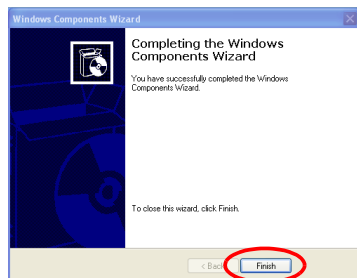 Windows Components Wizard
Completing the Windows
Components Wizard
You have successfully completed the Windows
Components Wizard.
To close this wizard, click Finish.
< Back
Finish